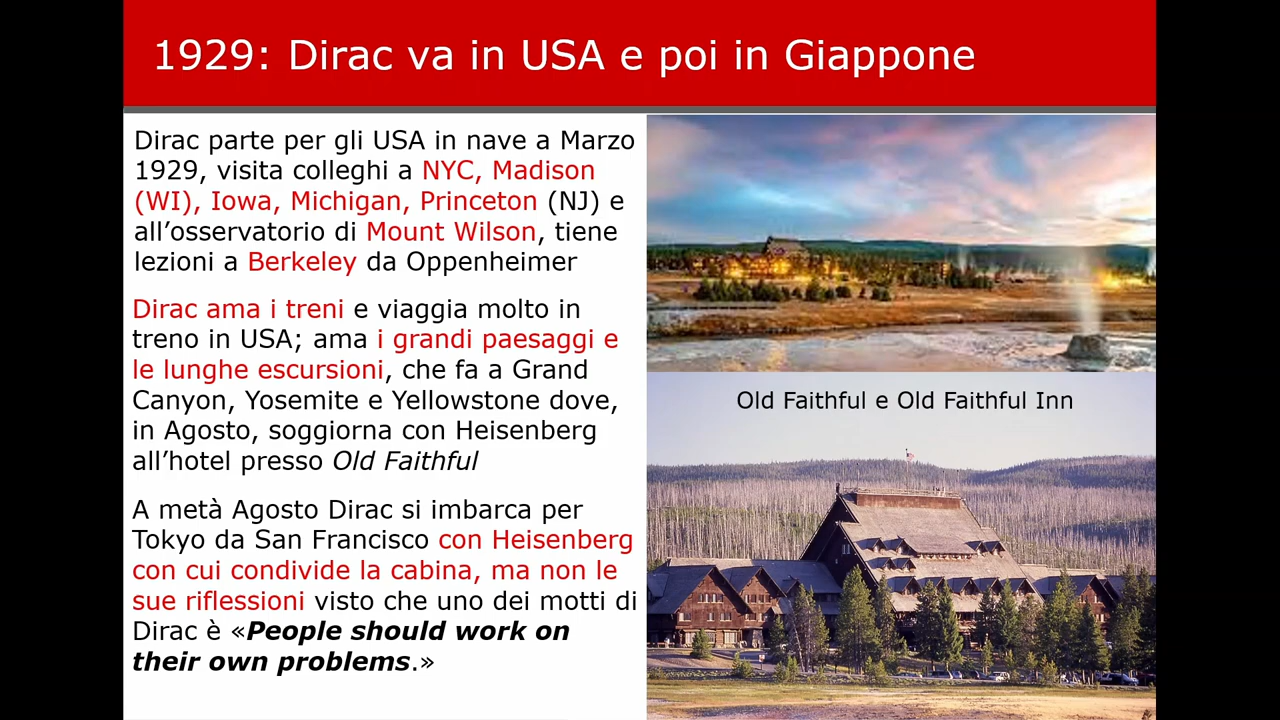 1929: Dirac va in USA e poi in Giappone
Dirac parte per gli USA in nave a Marzo
1929, visita colleghi a NYC, Madison
(WI), Iowa, Michigan, Princeton (NJ) e
all’osservatorio di Mount Wilson, tiene
lezioni a Berkeley da Oppenheimer
Dirac ama i treni e viaggia molto in
treno in USA; ama i grandi paesaggi e
le lunghe escursioni, che fa a Grand
Canyon, Yosemite e Yellowstone dove,
in Agosto, soggiorna con Heisenberg
all’hotel presso Old Faithful
A metà Agosto Dirac si imbarca per
Tokyo da San Francisco con Heisenberg
con cui condivide la cabina, ma non le
sue riflessioni visto che uno dei motti di
Dirac è «People should work on
their own problems.»
Old Faithful e Old Faithful Inn